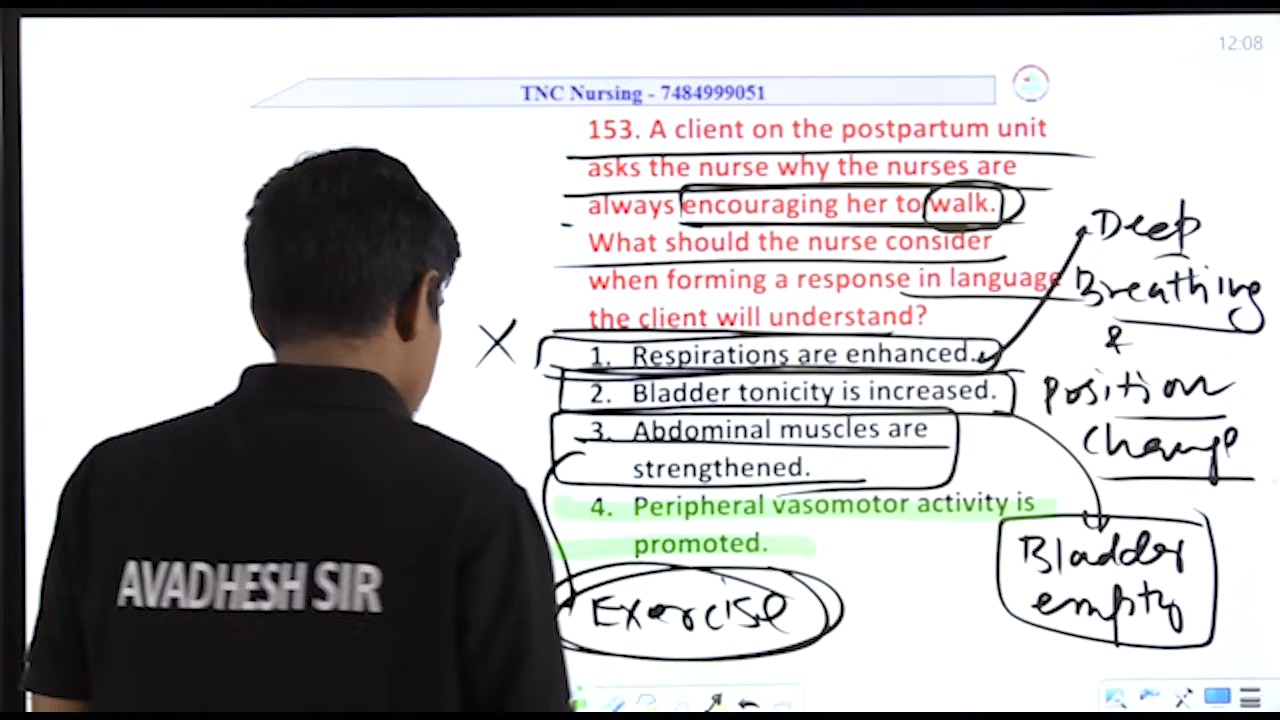 12:08
TNC Nursing - 7484999051
153. A client on the postpartum unit
asks the nurse why the nurses are
always encouraging her to walk.
What should the nurse consider
when forming a response in language
the client will understand?
1. Respirations are enhanced.
2. Bladder tonicity is increased.
3. Abdominal muscles are
strengthened.
4. Peripheral vasomotor activity is
promoted.
Deep
Breathing
&
Position
Change
Bladder
empty
Exercise
AVADHESH SIR